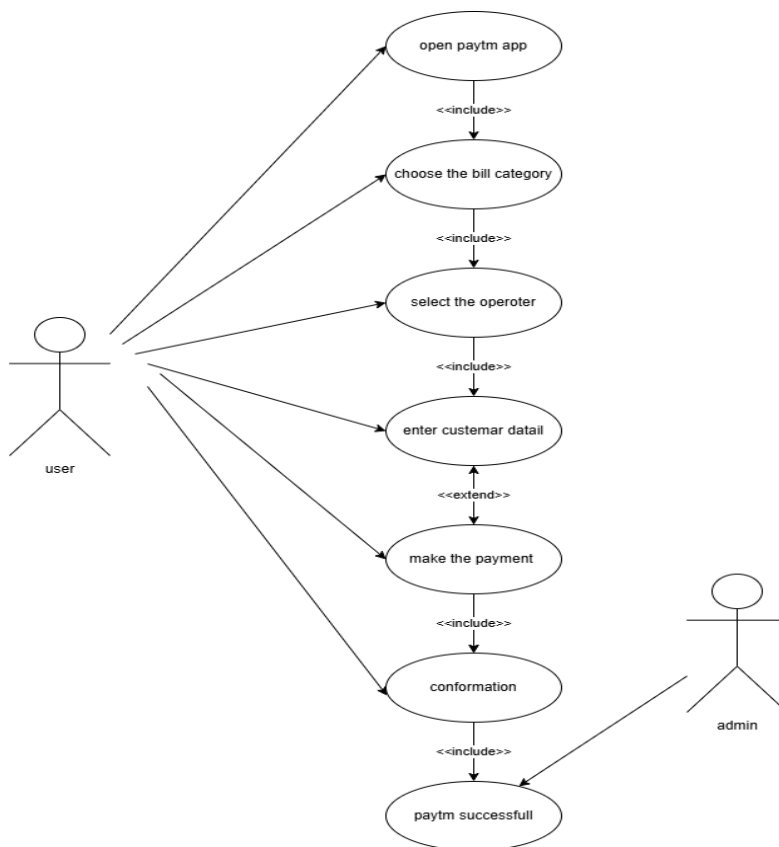 open paytm app
<<include>>
choose the bill category
<<include>>
select the operoter
<<include>>
enter custemar datail
user
<<extend>>
make the payment
<<include>>
conformation
admin
<<include>>
paytm successfull